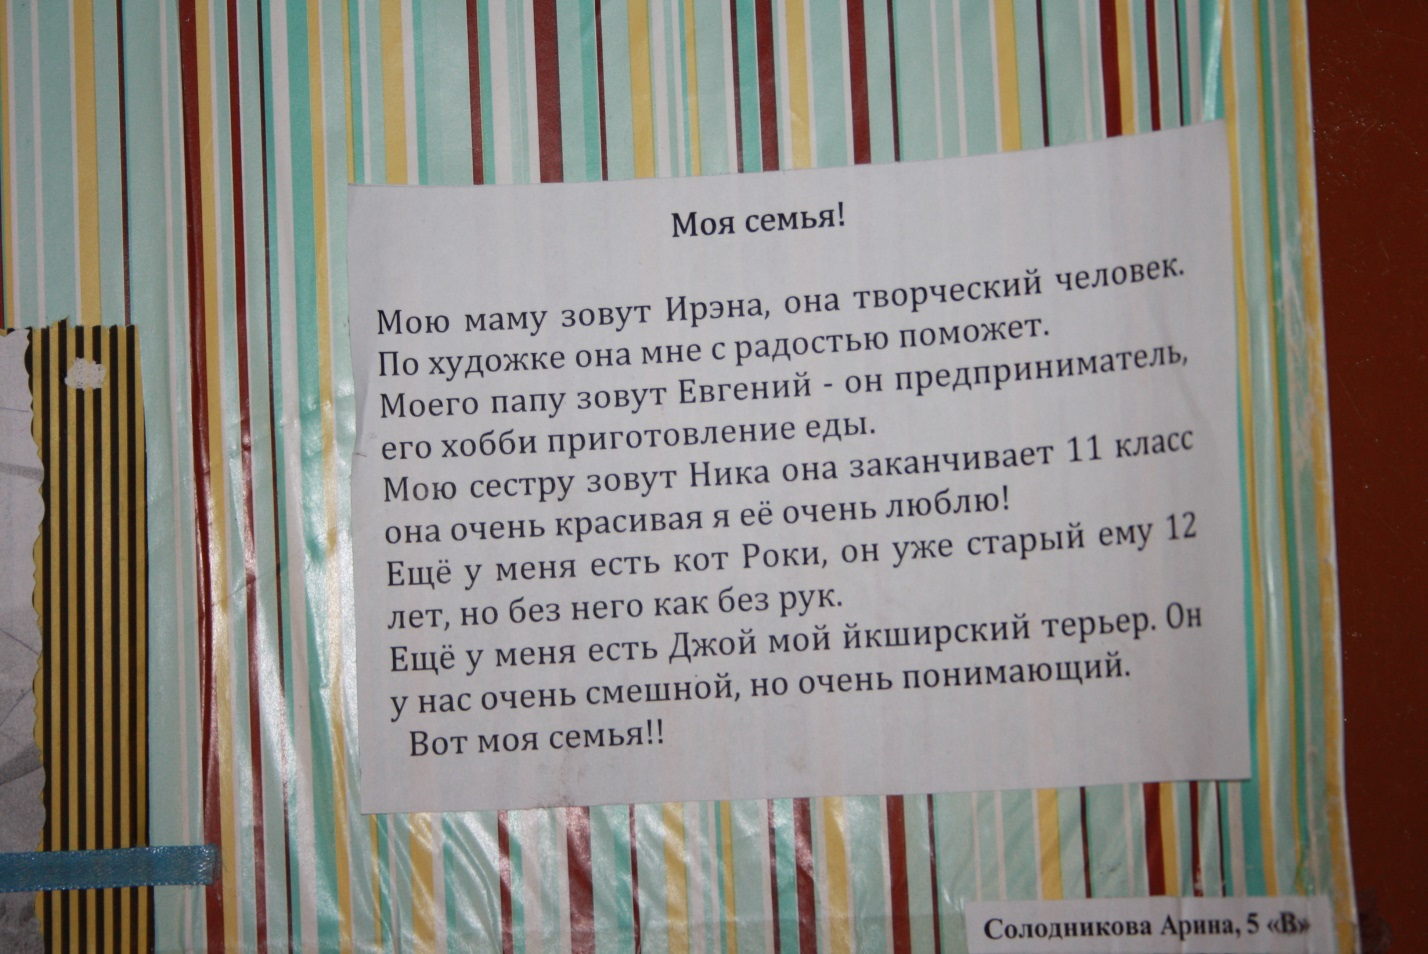 Моя семья!
Мою маму зовут Ирэна, она творческий человек.
По художке она мне с радостью поможет.
Моего папу зовут Евгений - он предприниматель,
его хобби приготовление еды.
Мою сестру зовут Ника она заканчивает 11 класс
она очень красивая я её очень люблю!
Ещё у меня есть кот Роки, он уже старый ему 12
лет, но без него как без рук.
Ещё у меня есть Джой мой йкширский терьер. Он
у нас очень смешной, но очень понимающий.
Вот моя семья!!
Солодникова Арина, 5 «В»